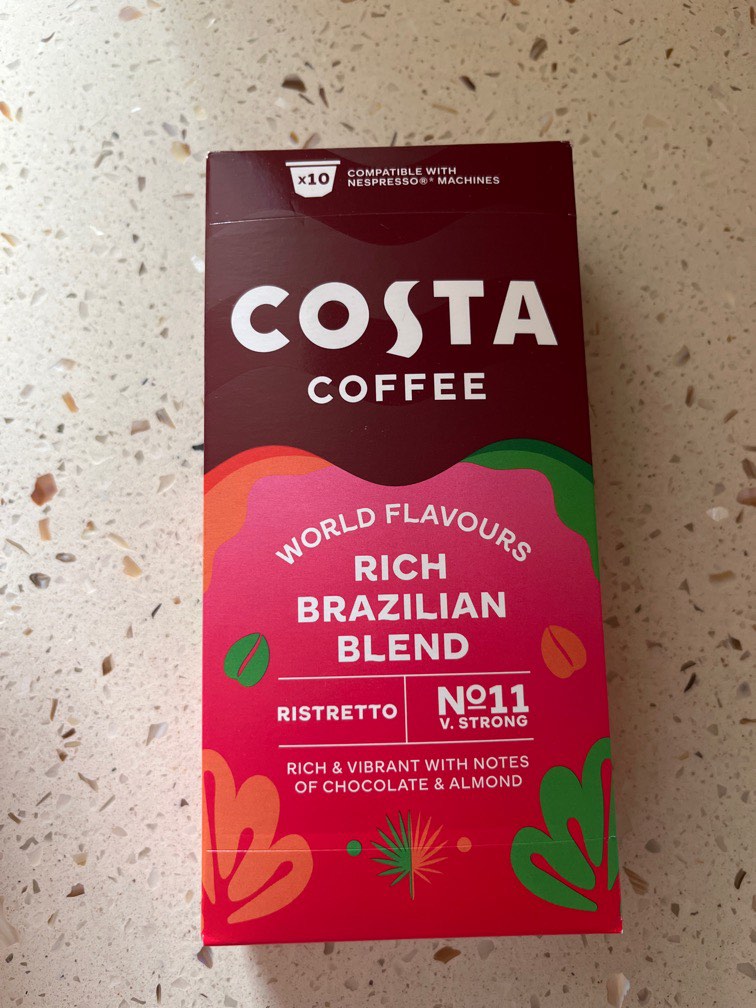 x10
COMPATIBLE WITH
NESPRESSO®* MACHINES
COSTA
COFFEE
WORLD FLAVOURS
RICH
BRAZILIAN
BLEND
RISTRETTO
Nº11
V. STRONG
RICH & VIBRANT WITH NOTES
OF CHOCOLATE & ALMOND